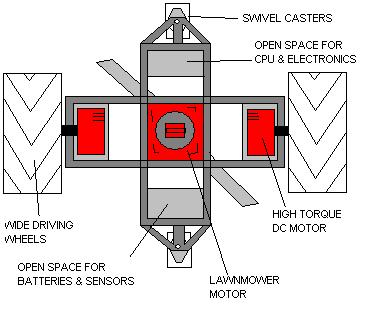 SWIVEL CASTERS
OPEN SPACE FOR
CPU & ELECTRONICS
WIDE DRIVING
WHEELS
HIGH TORQUE
DC MOTOR
OPEN SPACE FOR
BATTERIES & SENSORS
LAWNMOWER
MOTOR